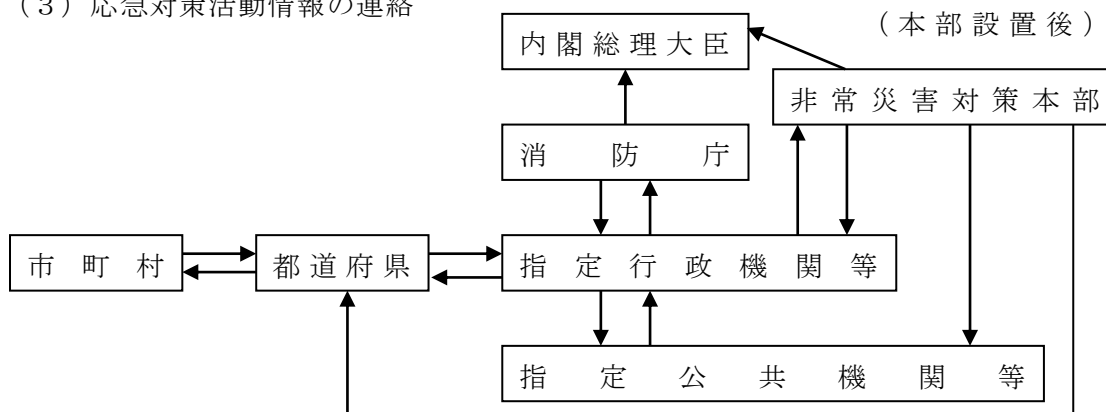 (3)応急対策活動情報の連絡
(本部設置後)
内閣総理大臣
非常災害対策本部
消防庁
市町村
都道府県
指定行政機関等
指定公共機関等